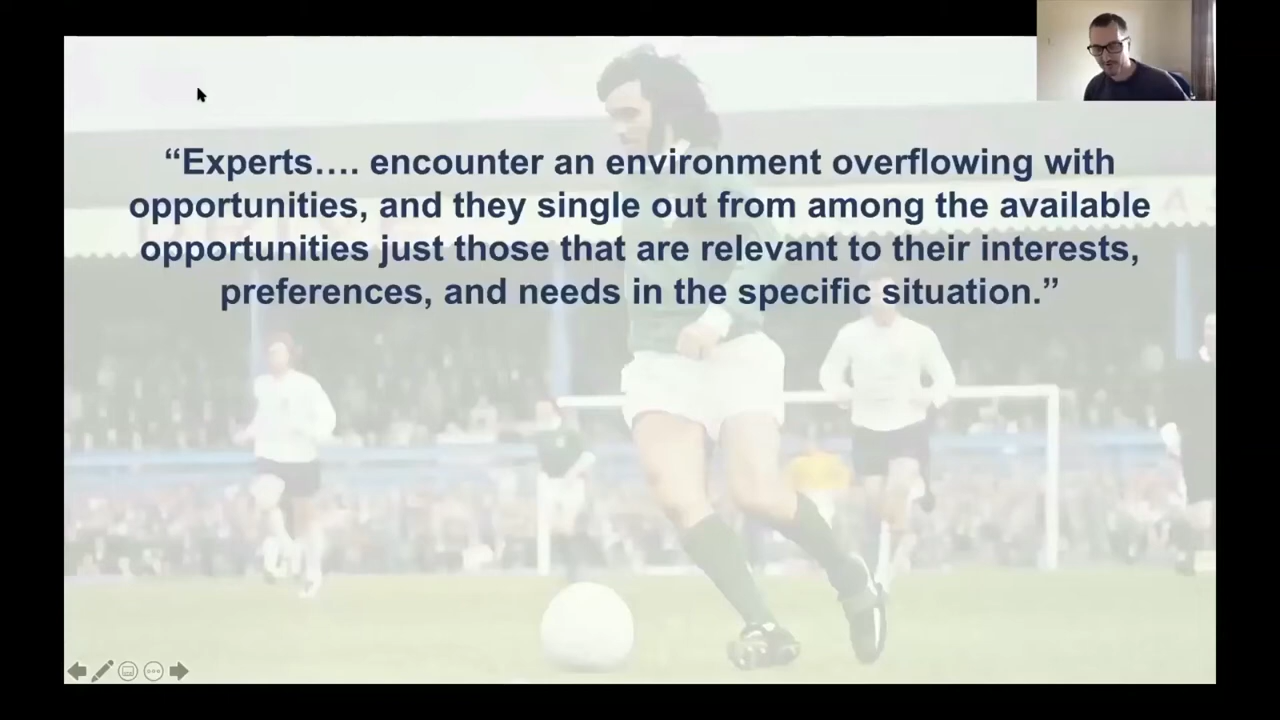 “Experts…. encounter an environment overflowing with
opportunities, and they single out from among the available
opportunities just those that are relevant to their interests,
preferences, and needs in the specific situation.”